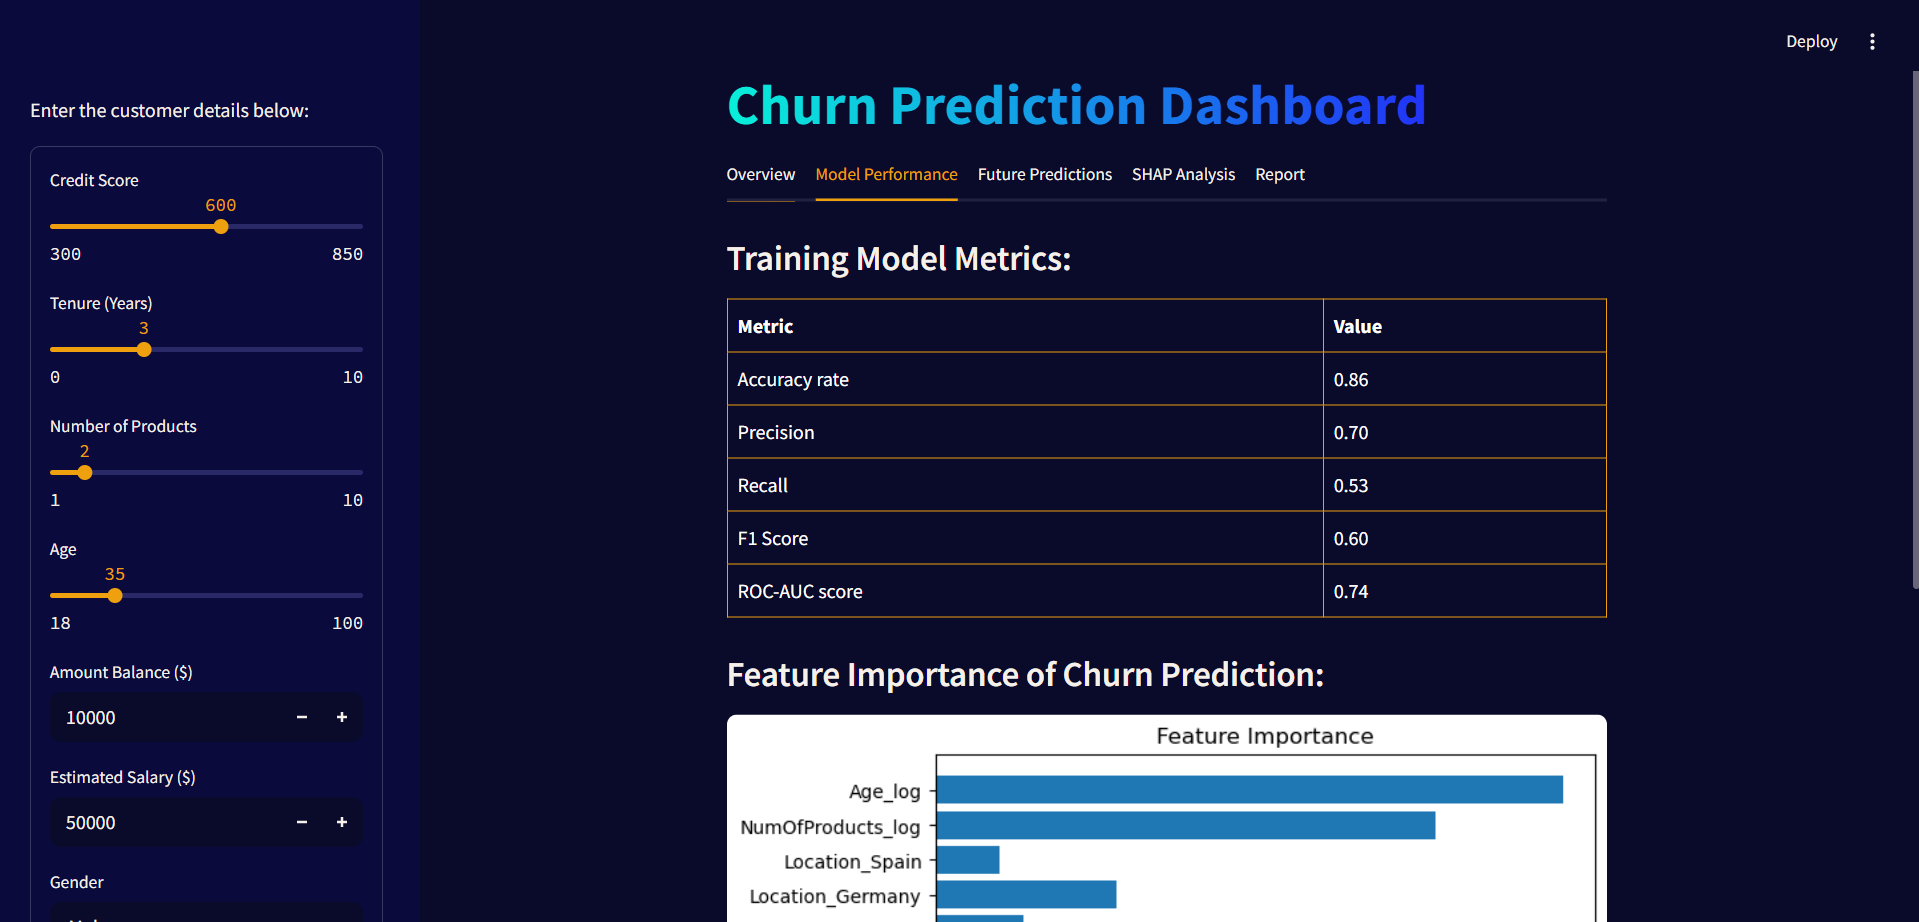 Deploy
Enter the customer details below:
Credit Score
600
300 850
Tenure (Years)
3
0 10
Number of Products
2
1 10
Age
35
18 100
Amount Balance ($)
10000
Estimated Salary ($)
50000
Gender
Churn Prediction Dashboard
Overview Model Performance Future Predictions SHAP Analysis Report
Training Model Metrics:
Metric Value
Accuracy rate 0.86
Precision 0.70
Recall 0.53
F1 Score 0.60
ROC-AUC score 0.74
Feature Importance of Churn Prediction:
Feature Importance
Age_log
NumOfProducts_log
Location_Spain
Location_Germany